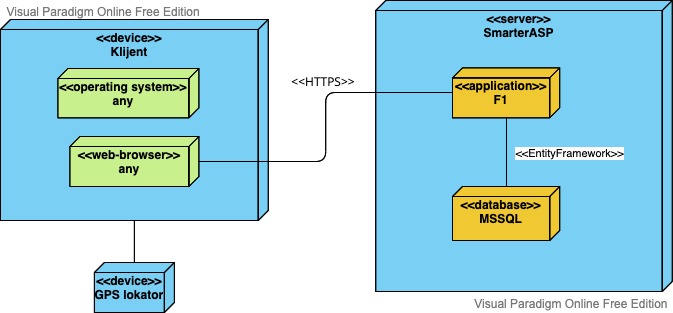 Visual Paradigm Online Free Edition
<<device>>
Klijent
<<operating system>>
any
<<web-browser>>
any
<<device>>
GPS lokator
<<HTTPS>>
<<server>>
SmarterASP
<<application>>
F1
<<EntityFramework>>
<<database>>
MSSQL
Visual Paradigm Online Free Edition